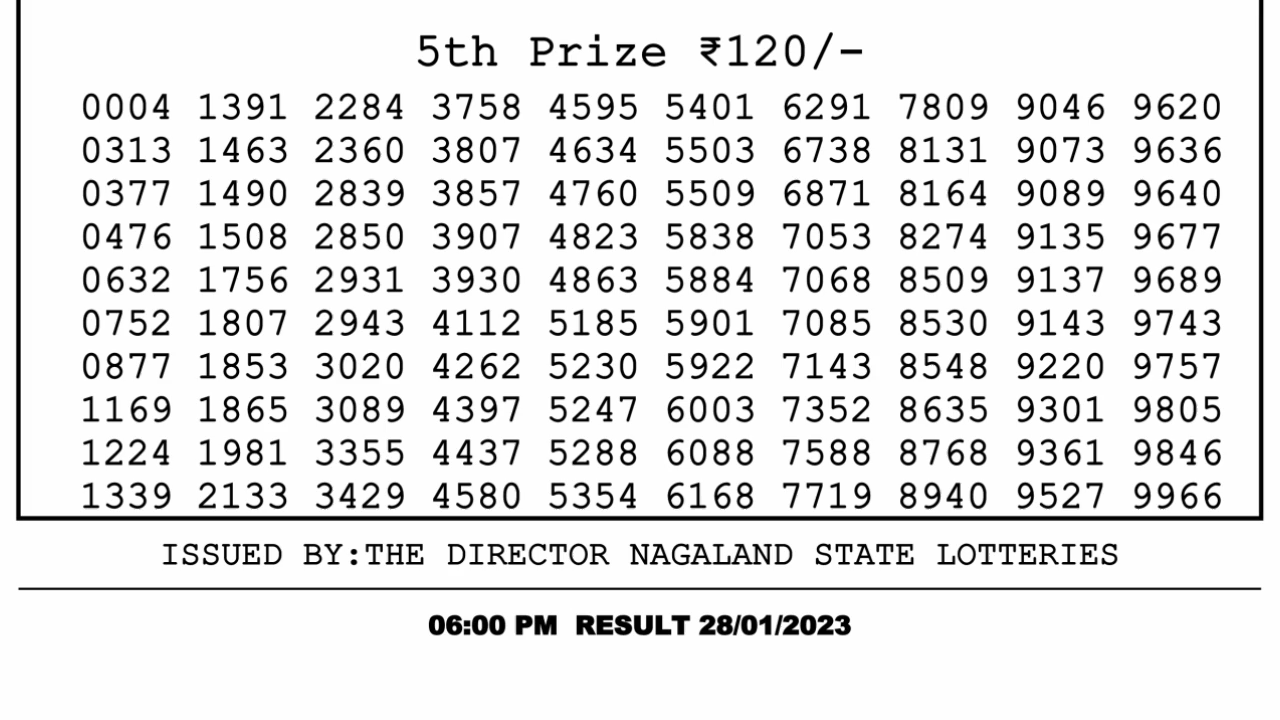 5th Prize ₹120/-
0004 1391 2284 3758 4595 5401 6291 7809 9046 9620
0313 1463 2360 3807 4634 5503 6738 8131 9073 9636
0377 1490 2839 3857 4760 5509 6871 8164 9089 9640
0476 1508 2850 3907 4823 5838 7053 8274 9135 9677
0632 1756 2931 3930 4863 5884 7068 8509 9137 9689
0752 1807 2943 4112 5185 5901 7085 8530 9143 9743
0877 1853 3020 4262 5230 5922 7143 8548 9220 9757
1169 1865 3089 4397 5247 6003 7352 8635 9301 9805
1224 1981 3355 4437 5288 6088 7588 8768 9361 9846
1339 2133 3429 4580 5354 6168 7719 8940 9527 9966
ISSUED BY:THE DIRECTOR NAGALAND STATE LOTTERIES
06:00 PM RESULT 28/01/2023